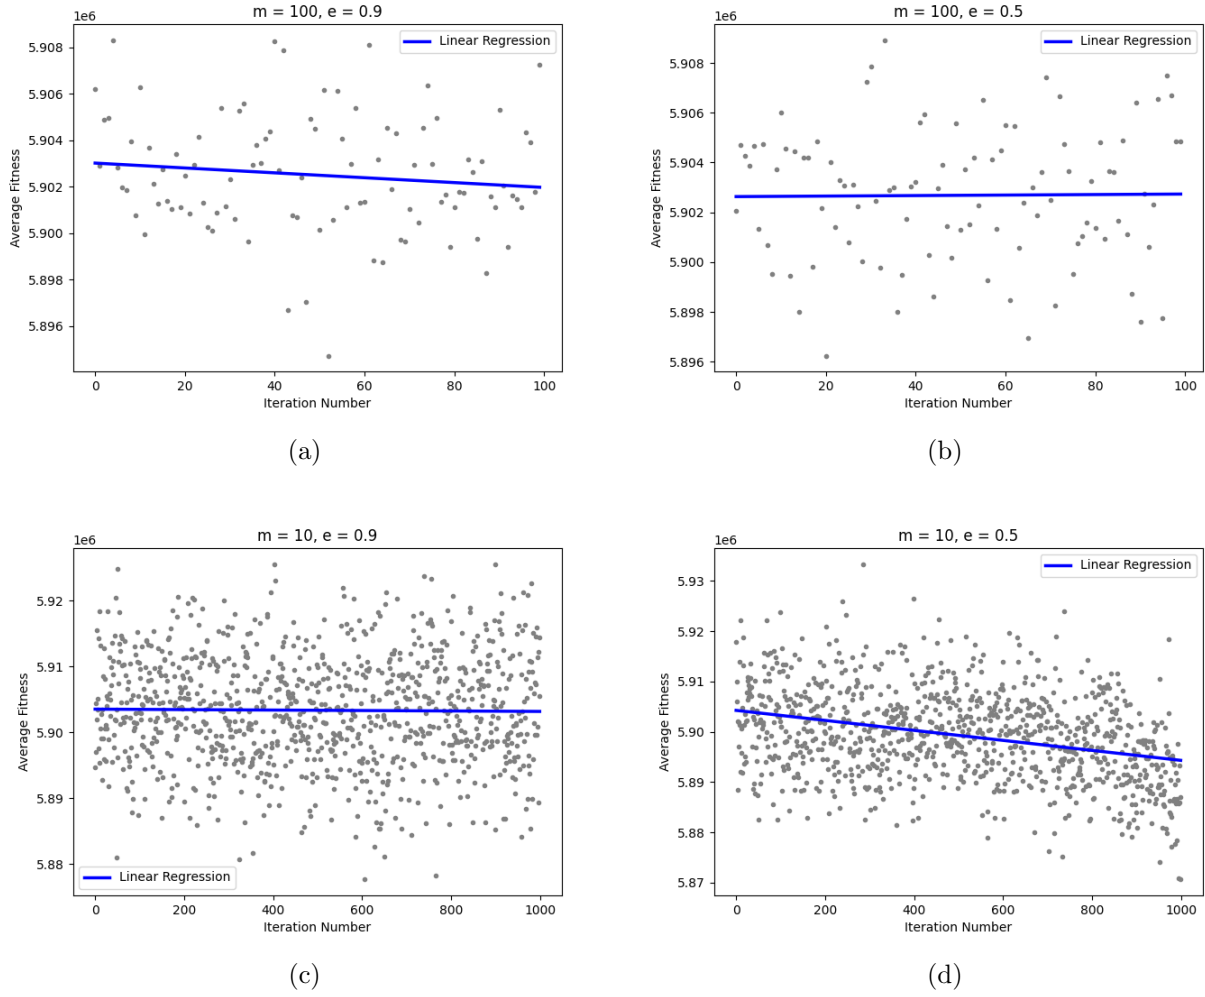 m = 100, e = 0.9
1e6
Linear Regression
5.908
5.906
5.904
5.902
5.900
5.898
5.896
Average Fitness
0 20 40 60 80 100
Iteration Number
(a)
m = 100, e = 0.5
1e6
Linear Regression
5.908
5.906
5.904
5.902
5.900
5.898
5.896
Average Fitness
0 20 40 60 80 100
Iteration Number
(b)
m = 10, e = 0.9
1e6
5.92
5.91
5.90
5.89
5.88
Average Fitness
Linear Regression
0 200 400 600 800 1000
Iteration Number
(c)
m = 10, e = 0.5
1e6
Linear Regression
5.93
5.92
5.91
5.90
5.89
5.88
5.87
Average Fitness
0 200 400 600 800 1000
Iteration Number
(d)